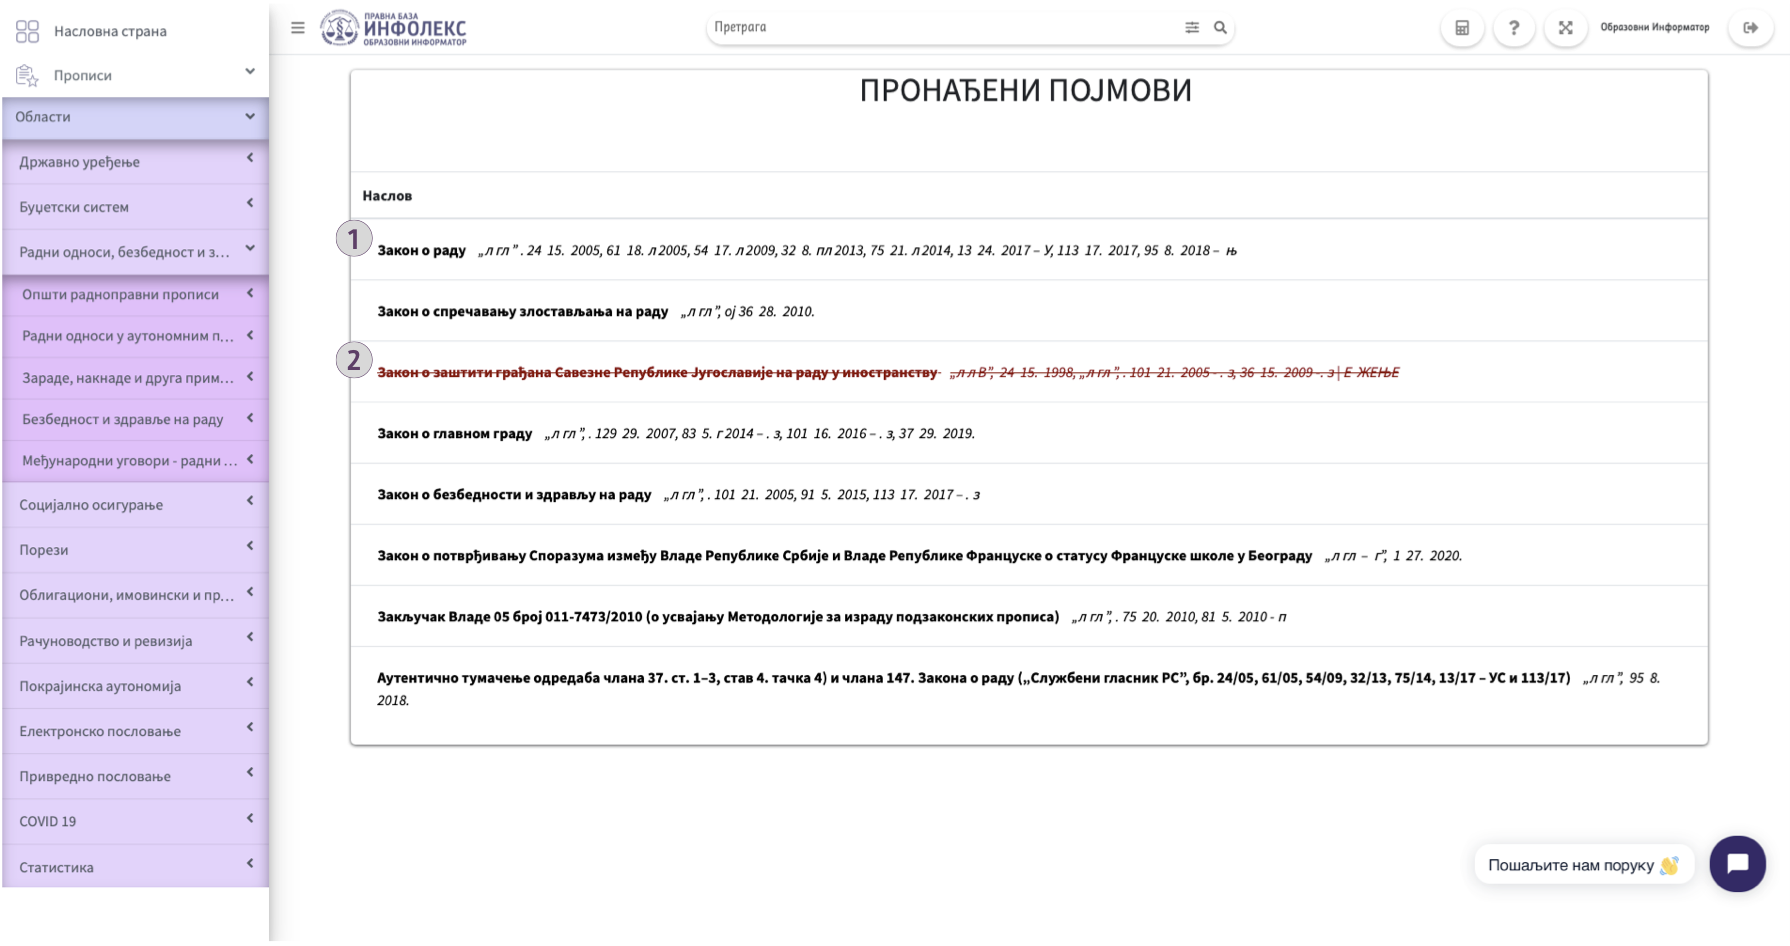 Насловна страна
Прописи
Области
Државно уређење
Буџетски систем
Радни односи, безбедност и з...
Општи радноправни прописи
Радни односи у аутономним п...
Зараде, накнаде и друга прим...
Безбедност и здравље на раду
Међународни уговори - радни ...
Социјално осигурање
Порези
Облигациони, имовински и пр...
Рачуноводство и ревизија
Покрајинска аутономија
Електронско пословање
Привредно пословање
COVID 19
Статистика
ПРАВНА БАЗА
ИНФОЛЕКС
ОБРАЗОВНИ ИНФОРМАТОР
Претрага
?
Образовни Информатор
ПРОНАЂЕНИ ПОЈМОВИ
Наслов
1
Закон о раду „л гл ” . 24 15. 2005, 61 18. л 2005, 54 17. л 2009, 32 8. пл 2013, 75 21. л 2014, 13 24. 2017 – У, 113 17. 2017, 95 8. 2018 – њ
Закон о спречавању злостављања на раду „л гл ”, ој 36 28. 2010.
2
Закон о заштити грађана Савезне Републике Југославије на раду у иностранству „л л В”, 24 15. 1998, „л гл ”, . 101 21. 2005 - . з, 36 15. 2009 -. з | Е ЖЕЊЕ
Закон о главном граду „л гл ”, . 129 29. 2007, 83 5. г 2014 – . з, 101 16. 2016 – . з, 37 29. 2019.
Закон о безбедности и здрављу на раду „л гл ”, . 101 21. 2005, 91 5. 2015, 113 17. 2017 – . з
Закон о потврђивању Споразума између Владе Републике Србије и Владе Републике Француске о статусу Француске школе у Београду „л гл – г”, 1 27. 2020.
Закључак Владе 05 број 011-7473/2010 (о усвајању Методологије за израду подзаконских прописа) „л гл ”, . 75 20. 2010, 81 5. 2010 - п
Аутентично тумачење одредаба члана 37. ст. 1–3, став 4. тачка 4) и члана 147. Закона о раду („Службени гласник РС”, бр. 24/05, 61/05, 54/09, 32/13, 75/14, 13/17 – УС и 113/17) „л гл ”, 95 8.
2018.
Пошаљите нам поруку 👋